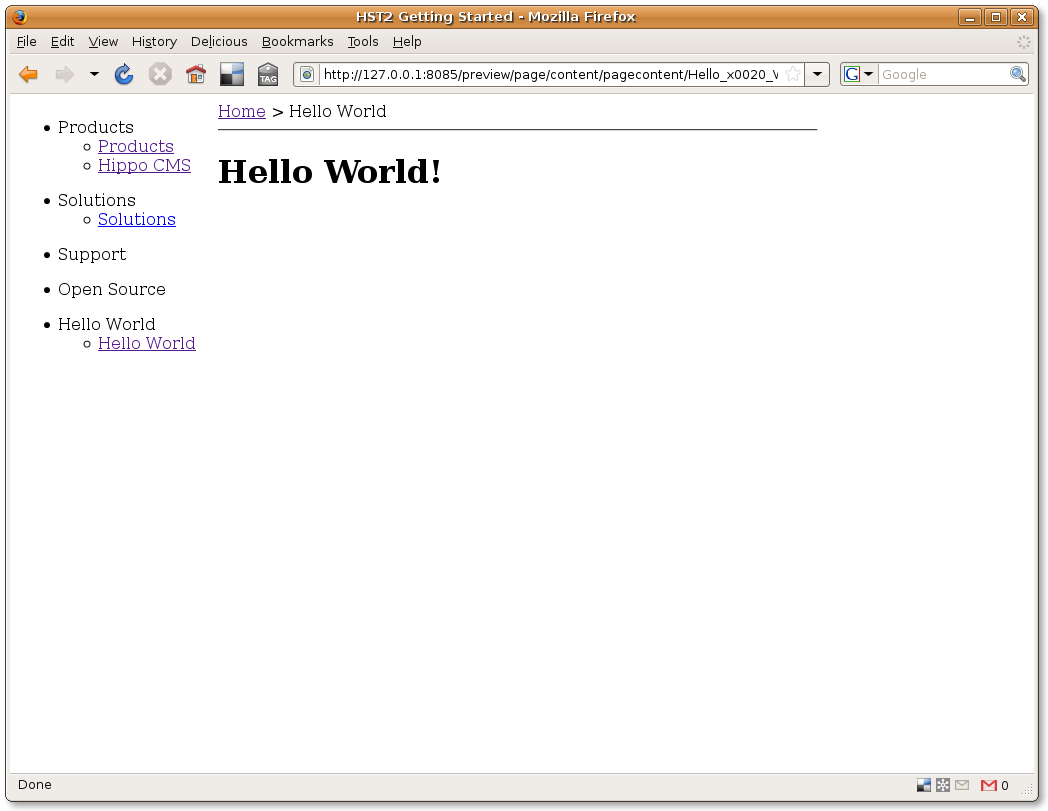 HST2 Getting Started - Mozilla Firefox
File Edit View History Delicious Bookmarks Tools Help
TAG http://127.0.0.1:8085/preview/page/content/pagecontent/Hello_x0020_V G Google
Home > Hello World
Products
Products
Hippo CMS
Hello World!
Solutions
Solutions
Support
Open Source
Hello World
Hello World
Done 0